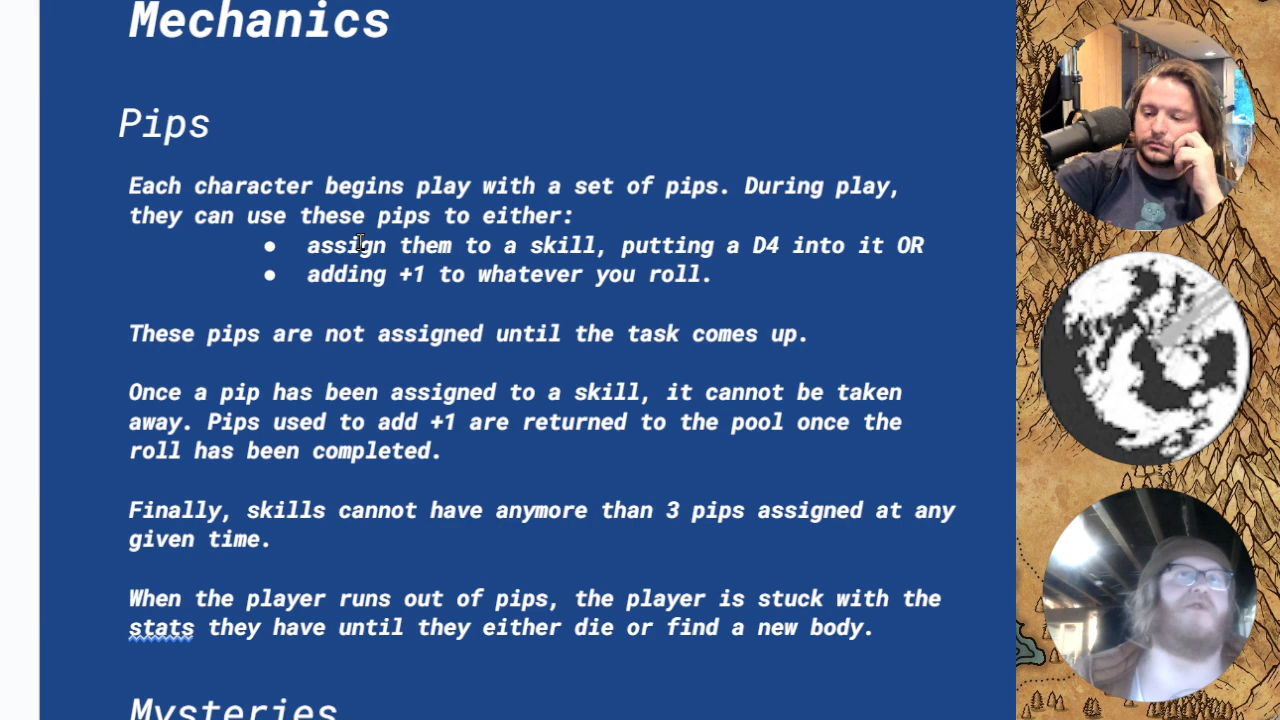 Mechanics
Pips
Each character begins play with a set of pips. During play,
they can use these pips to either:
● assign them to a skill, putting a D4 into it OR
● adding +1 to whatever you roll.
These pips are not assigned until the task comes up.
Once a pip has been assigned to a skill, it cannot be taken
away. Pips used to add +1 are returned to the pool once the
roll has been completed.
Finally, skills cannot have anymore than 3 pips assigned at any
given time.
When the player runs out of pips, the player is stuck with the
stats they have until they either die or find a new body.
Mysteries